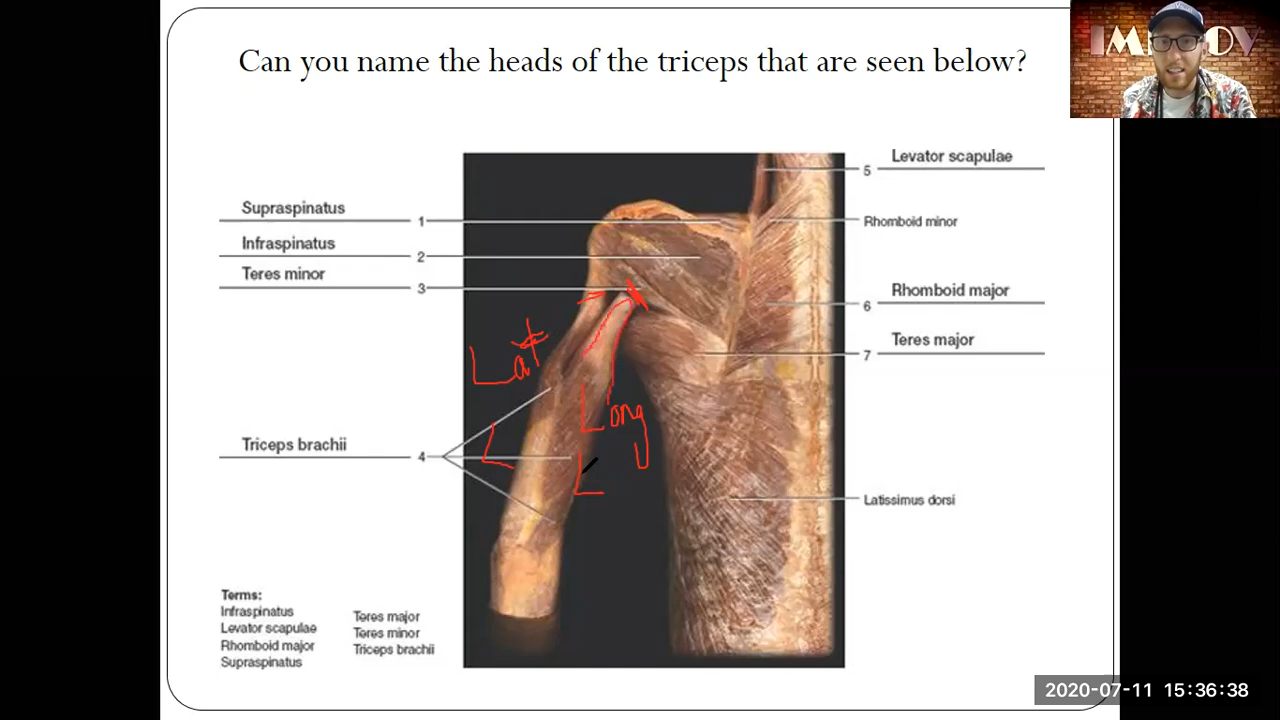 Can you name the heads of the triceps that are seen below?
Levator scapulae
5
Supraspinatus
1
Rhomboid minor
Infraspinatus
2
Teres minor
3
Rhomboid major
6
Teres major
7
Lat
Long
L
L
Triceps brachii
4
Latissimus dorsi
Terms:
Infraspinatus
Levator scapulae
Rhomboid major
Supraspinatus
Teres major
Teres minor
Triceps brachii
2020-07-11 15:36:38